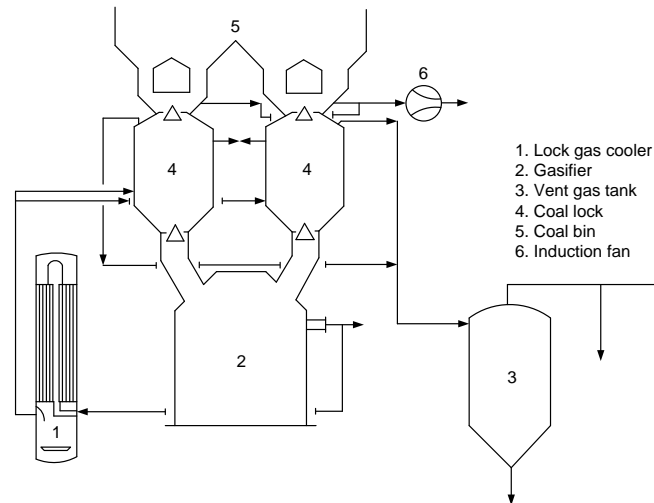 5
6
4
4
1. Lock gas cooler
2. Gasifier
3. Vent gas tank
4. Coal lock
5. Coal bin
6. Induction fan
2
3
1